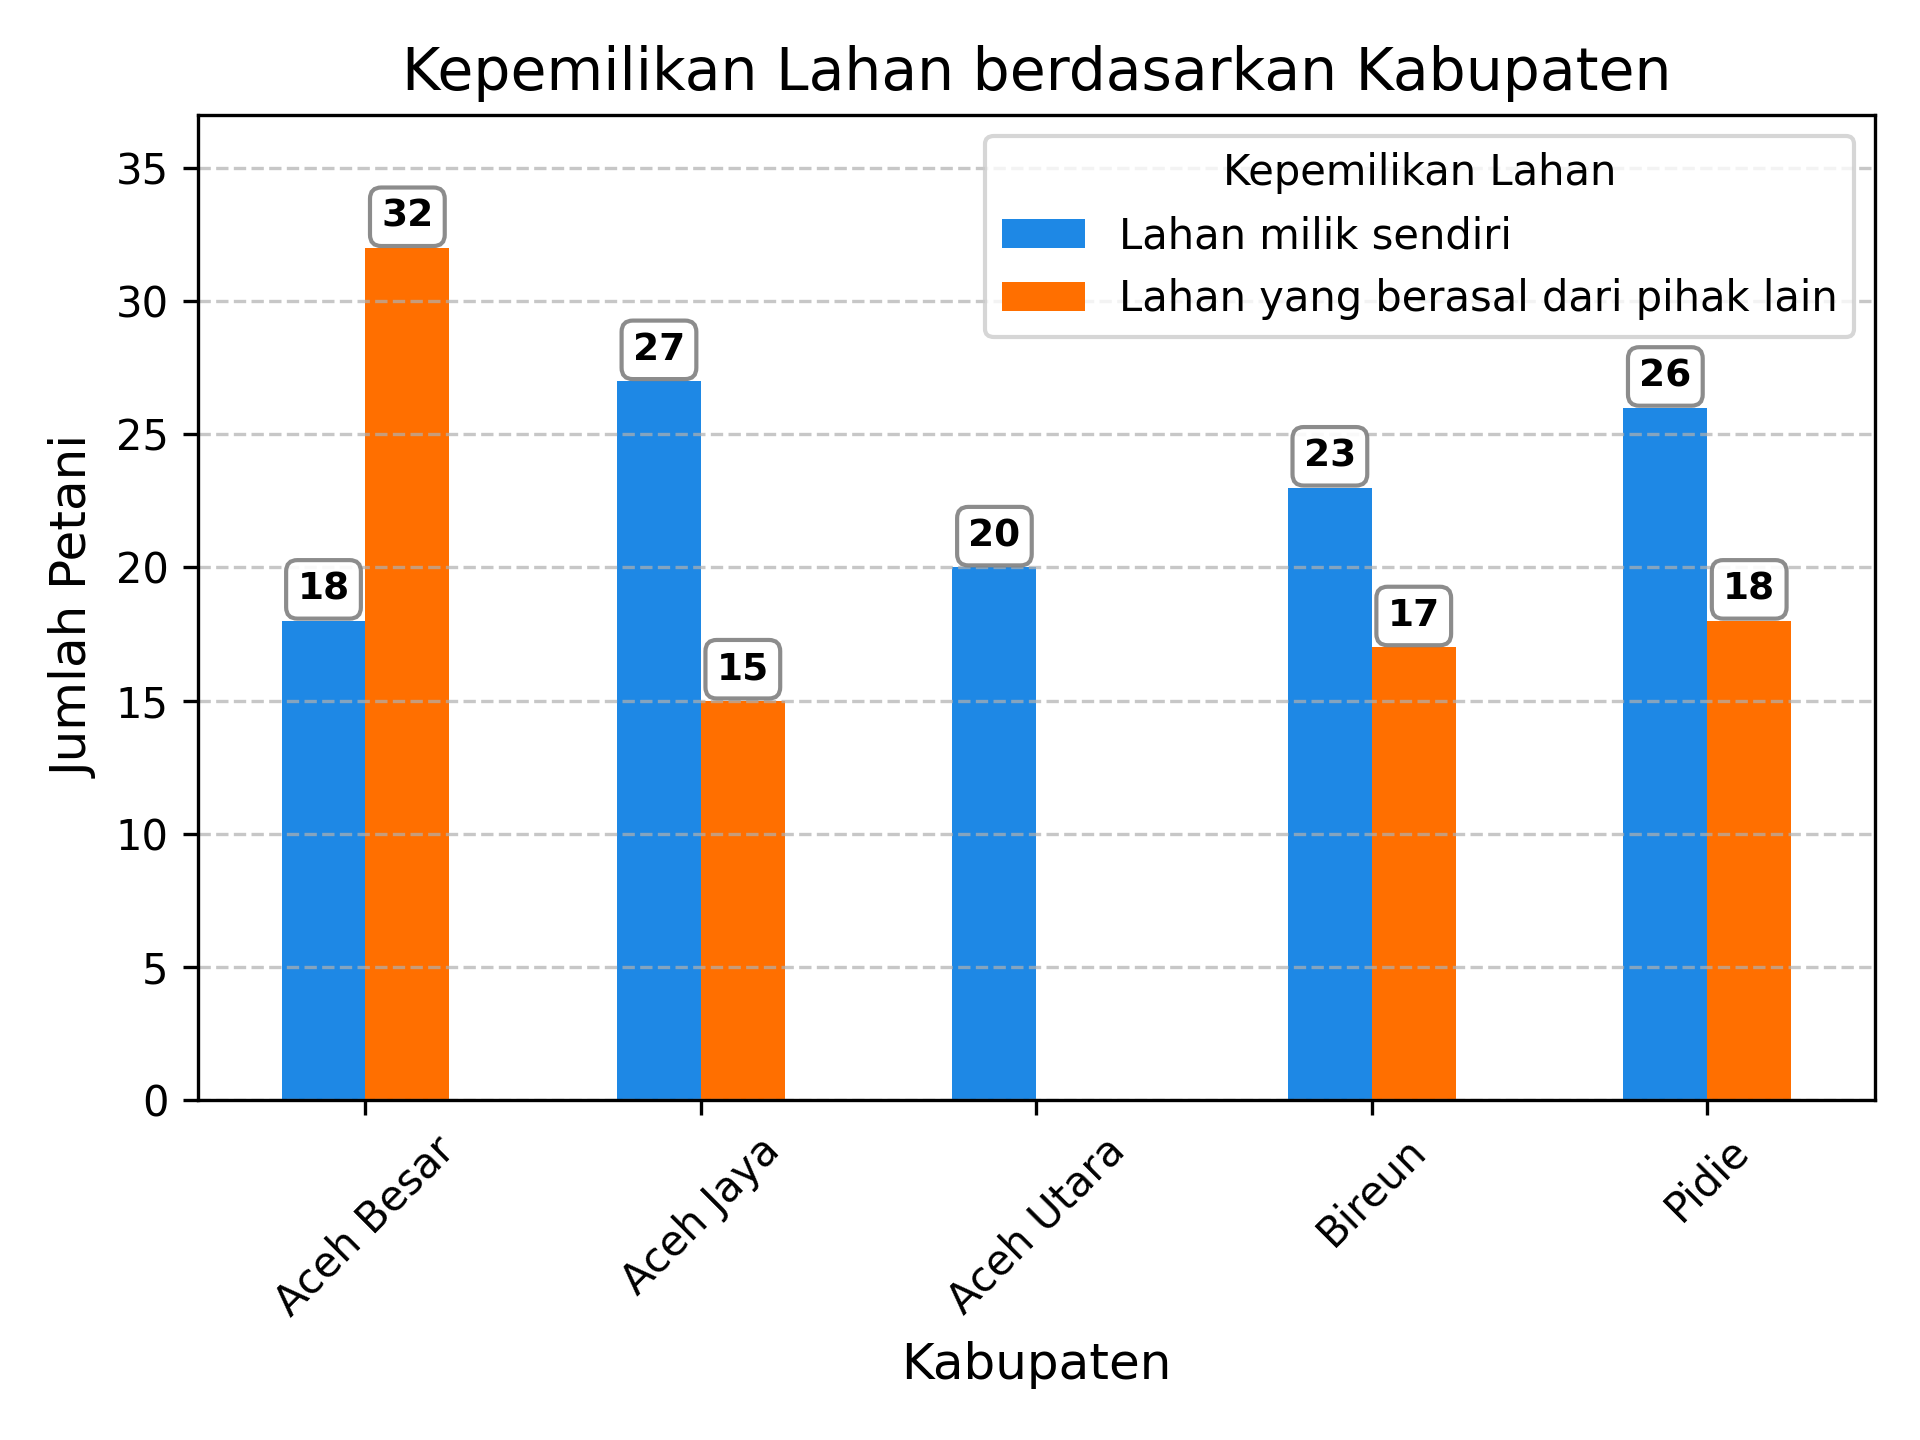 Kepemilikan Lahan berdasarkan Kabupaten
Kepemilikan Lahan
Lahan milik sendiri
Lahan yang berasal dari pihak lain
Jumlah Petani
35
30
25
20
15
10
5
0
18
32
27
15
20
23
17
26
18
Aceh Besar
Aceh Jaya
Aceh Utara
Bireun
Pidie
Kabupaten